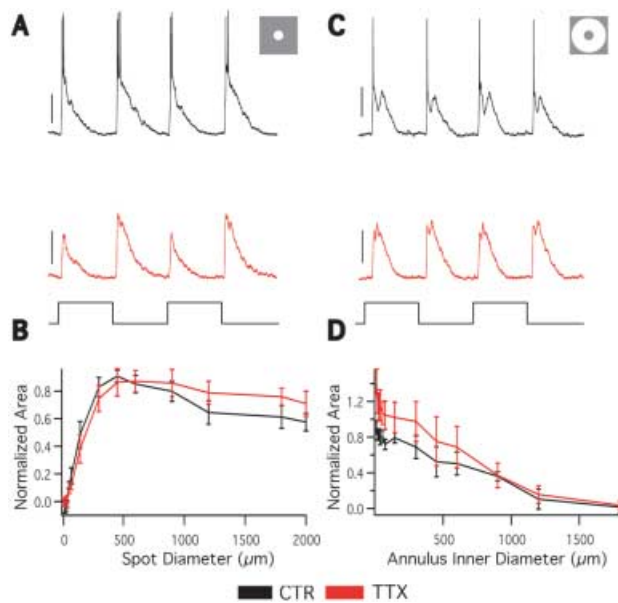 A
C
B
D
Normalized Area
0.8
0.6
0.4
0.2
0.0
0
500
1000
1500
2000
Spot Diameter (µm)
Normalized Area
1.2
0.8
0.4
0.0
500
1000
1500
Annulus Inner Diameter (µm)
CTR TTX